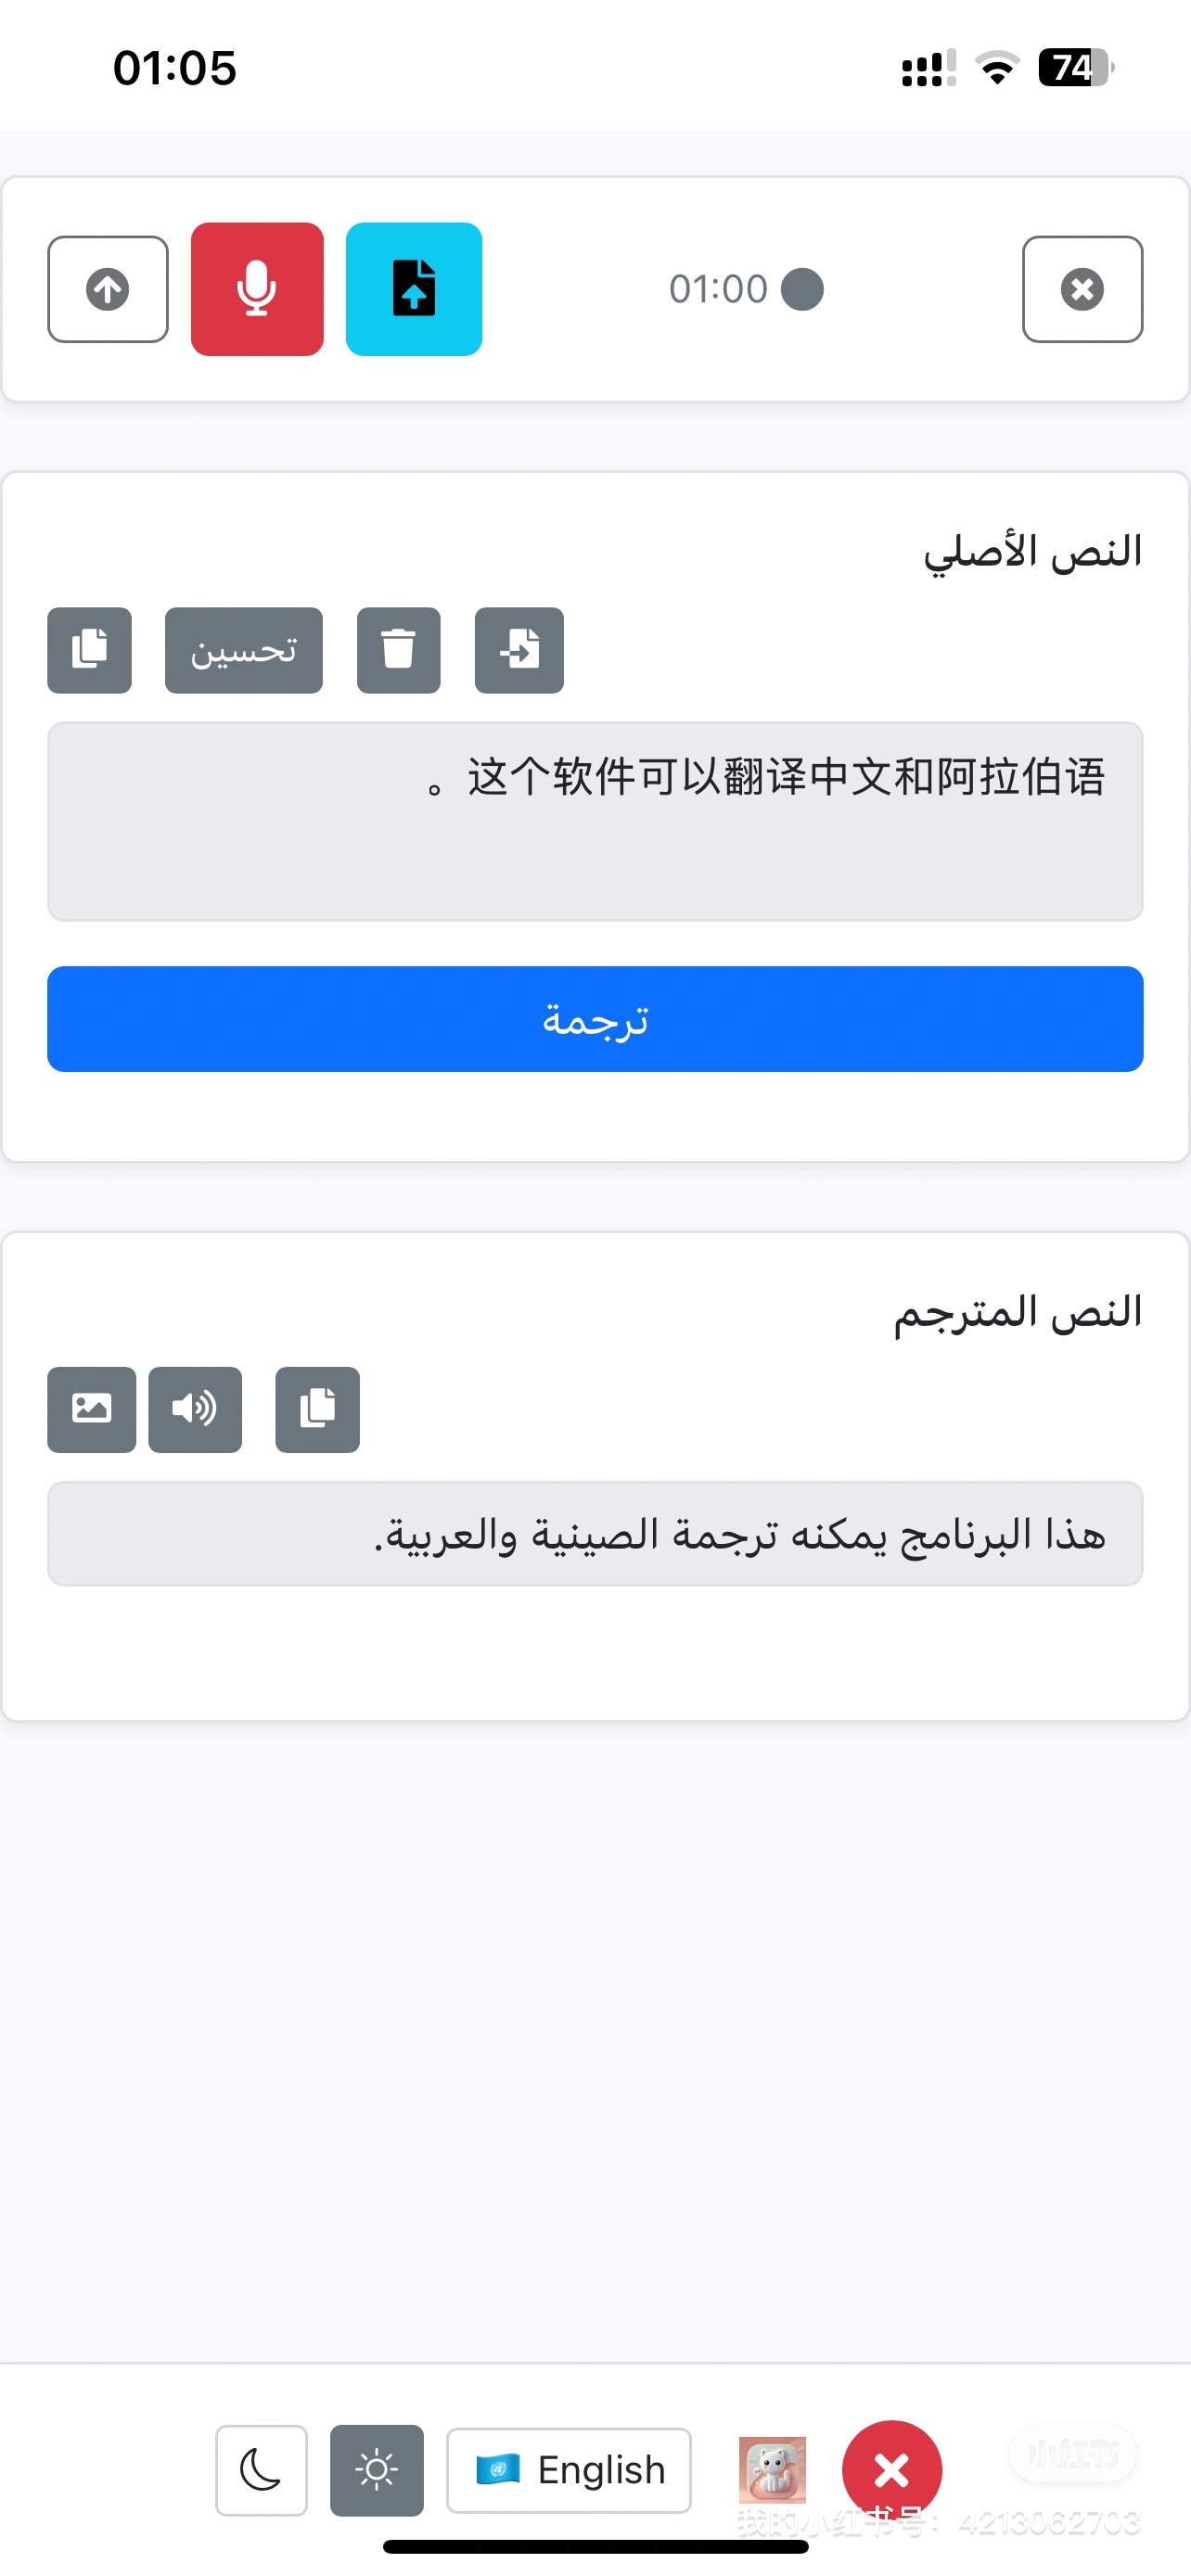 01:05
74
01:00
النص الأصلي
تحسين
这个软件可以翻译中文和阿拉伯语。
ترجمة
النص المترجم
هذا البرنامج يمكنه ترجمة الصينية والعربية.
English
小红书
我的小红书号：4213062703